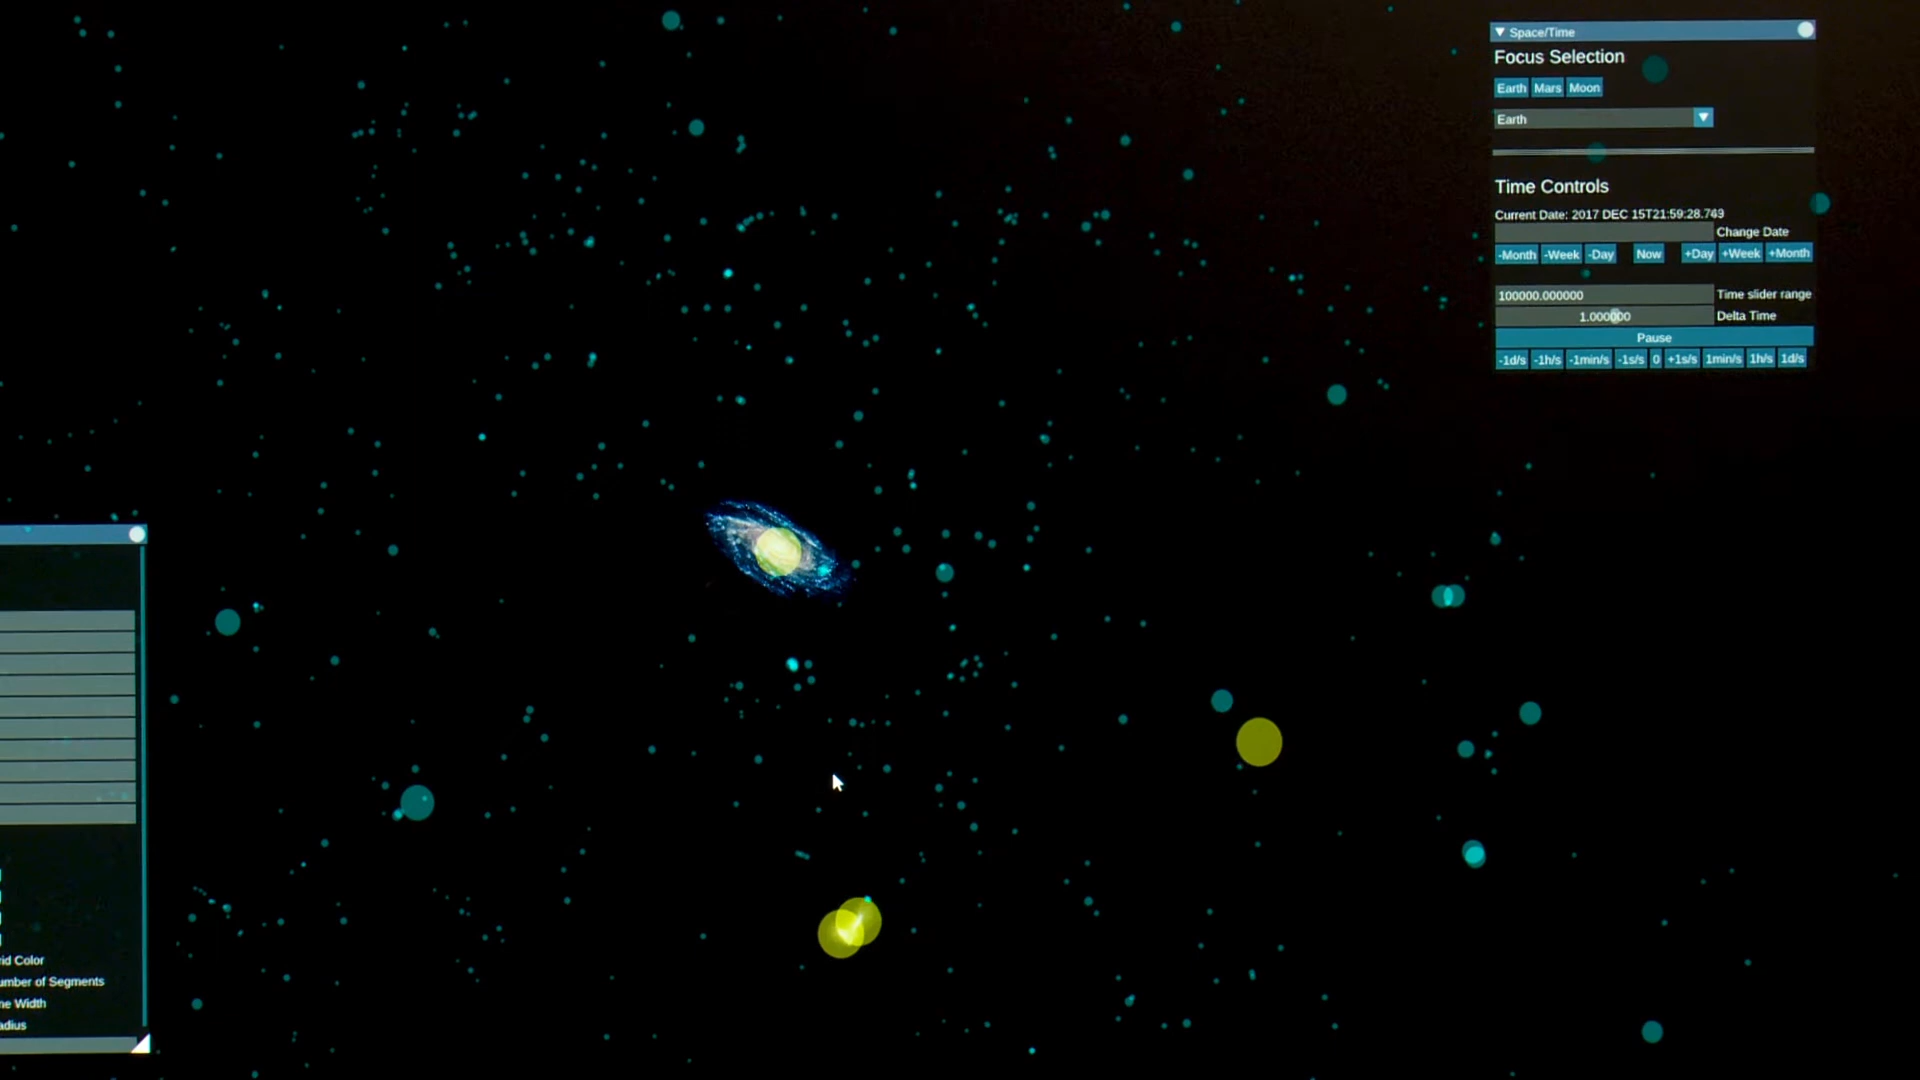 Space/Time
Focus Selection
Earth Mars Moon
Earth
Time Controls
Current Date: 2017 DEC 15T21:59:28.749
Change Date
-Month -Week -Day Now +Day +Week +Month
100000.000000 Time slider range
1.000000 Delta Time
Pause
-1d/s -1h/s -1min/s -1s/s 0 +1s/s 1min/s 1h/s 1d/s
id Color
umber of Segments
ne Width
adius